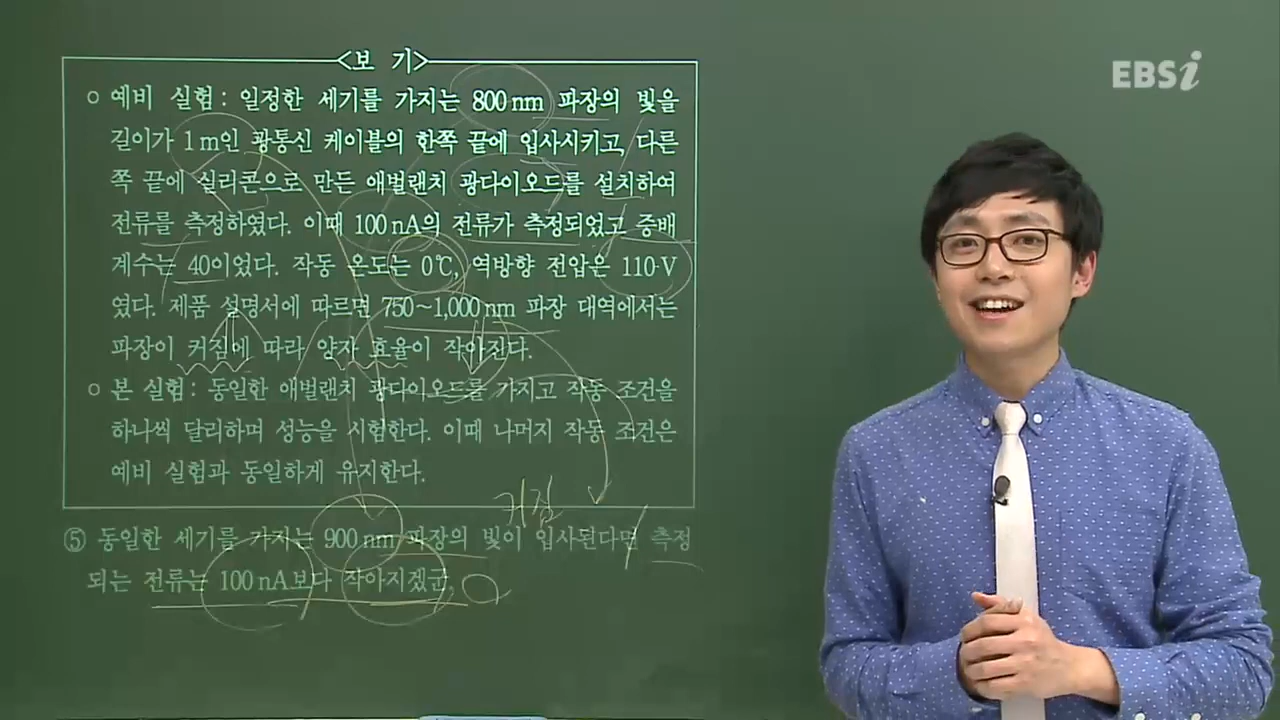 <보 기>
EBSi
○ 예비 실험 : 일정한 세기를 가지는 800 nm 파장의 빛을
길이가 1 m인 광통신 케이블의 한쪽 끝에 입사시키고, 다른
쪽 끝에 실리콘으로 만든 애벌랜치 광다이오드를 설치하여
전류를 측정하였다. 이때 100 nA의 전류가 측정되었고 증배
계수는 40이었다. 작동 온도는 0℃, 역방향 전압은 110 V
였다. 제품 설명서에 따르면 750～1,000 nm 파장 대역에서는
파장이 커짐에 따라 양자 효율이 작아진다.
○ 본 실험 : 동일한 애벌랜치 광다이오드를 가지고 작동 조건을
하나씩 달리하며 성능을 시험한다. 이때 나머지 작동 조건은
예비 실험과 동일하게 유지한다.
커짐
⑤ 동일한 세기를 가지는 900 nm 파장의 빛이 입사된다면 측정
되는 전류는 100 nA보다 작아지겠군.